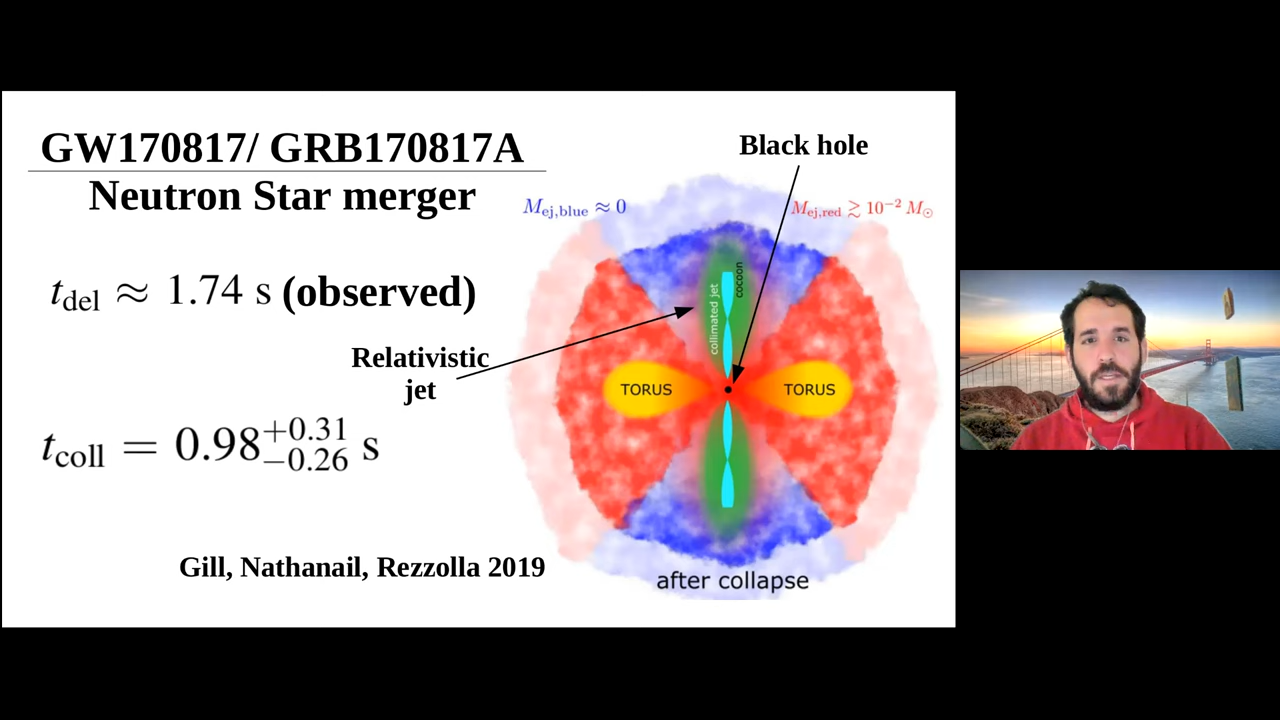 GW170817/ GRB170817A
Neutron Star merger
Black hole
M_ej,blue ≈ 0
M_ej,red ≳ 10^−2 M_⊙
t_del ≈ 1.74 s (observed)
cocoon
collimated jet
Relativistic
jet
TORUS
TORUS
t_coll = 0.98^+0.31_−0.26 s
Gill, Nathanail, Rezzolla 2019
after collapse